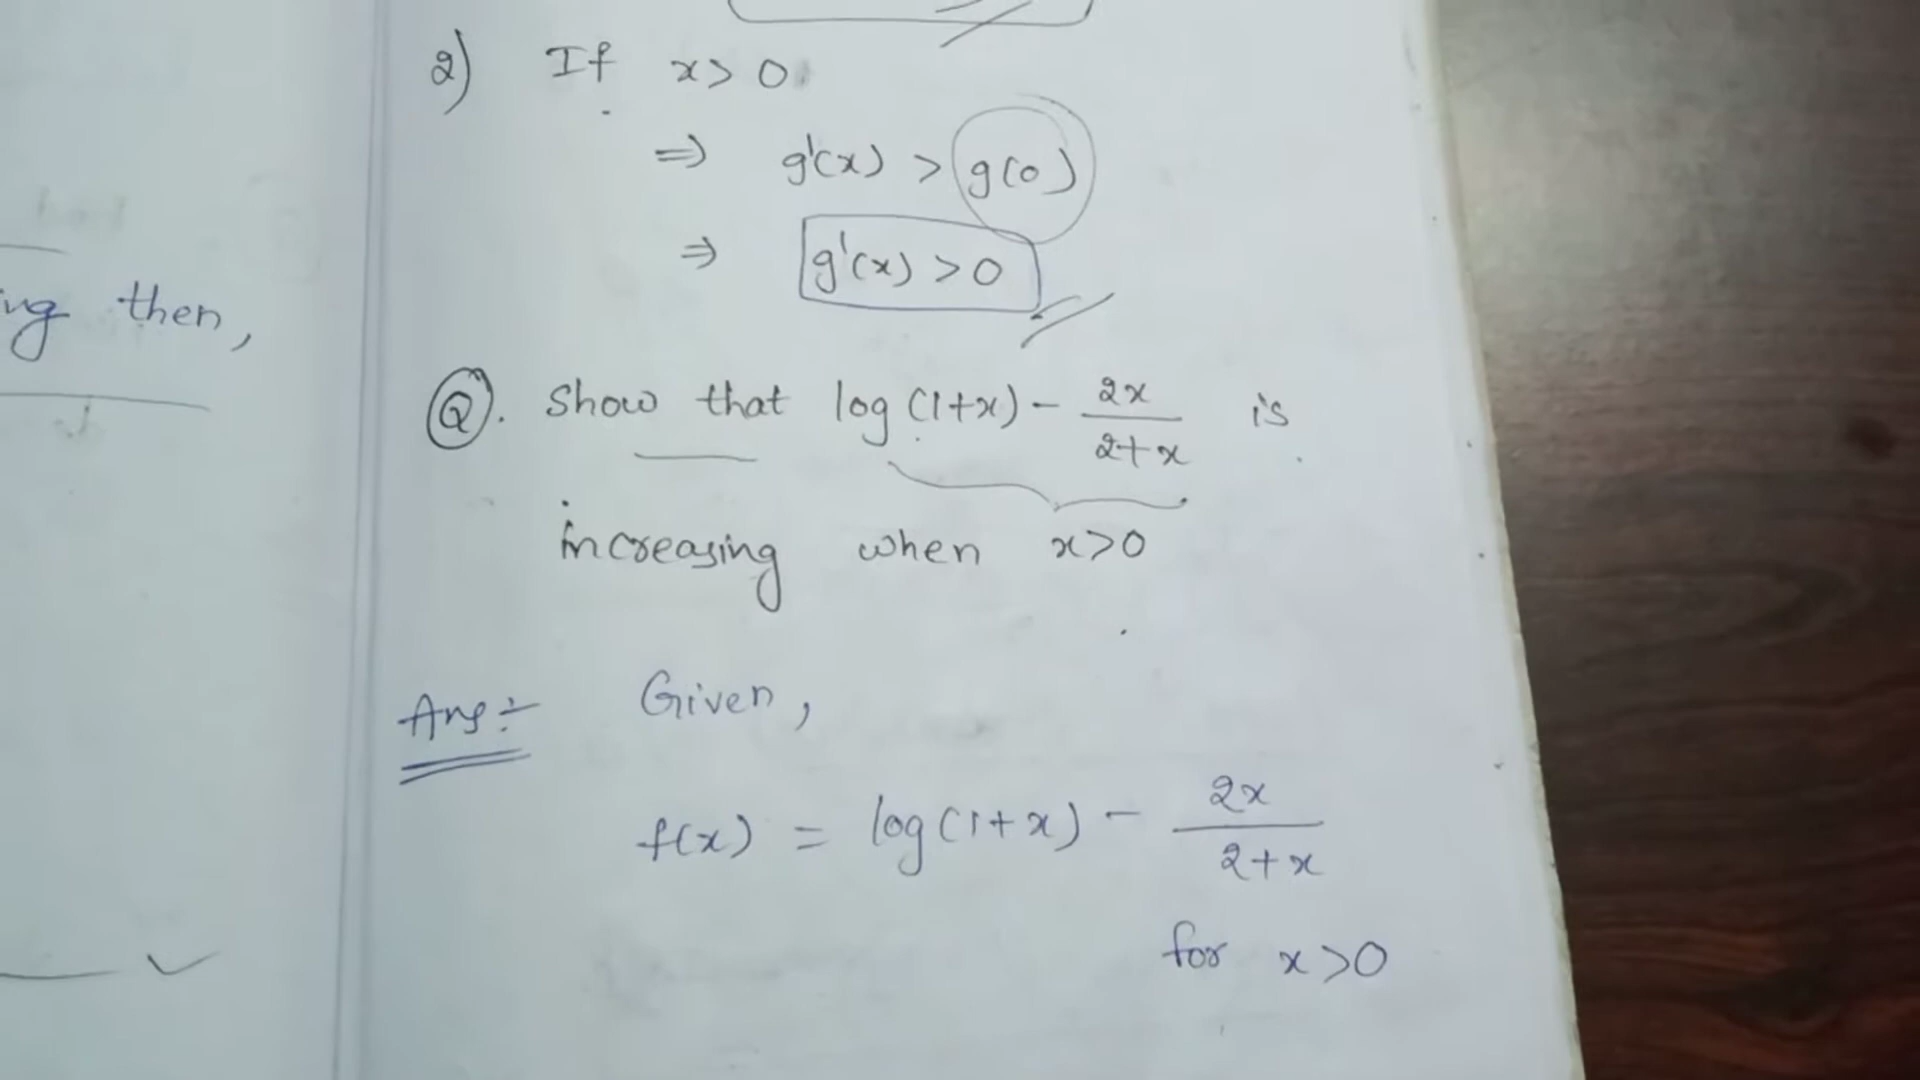 ng then,
2) If x > 0
⇒ g'(x) > g(0)
⇒ g'(x) > 0
Q. Show that log (1+x) - 2x/2+x is
increasing when x>0
Ans:- Given,
f(x) = log (1+x) - 2x/2+x
for x>0